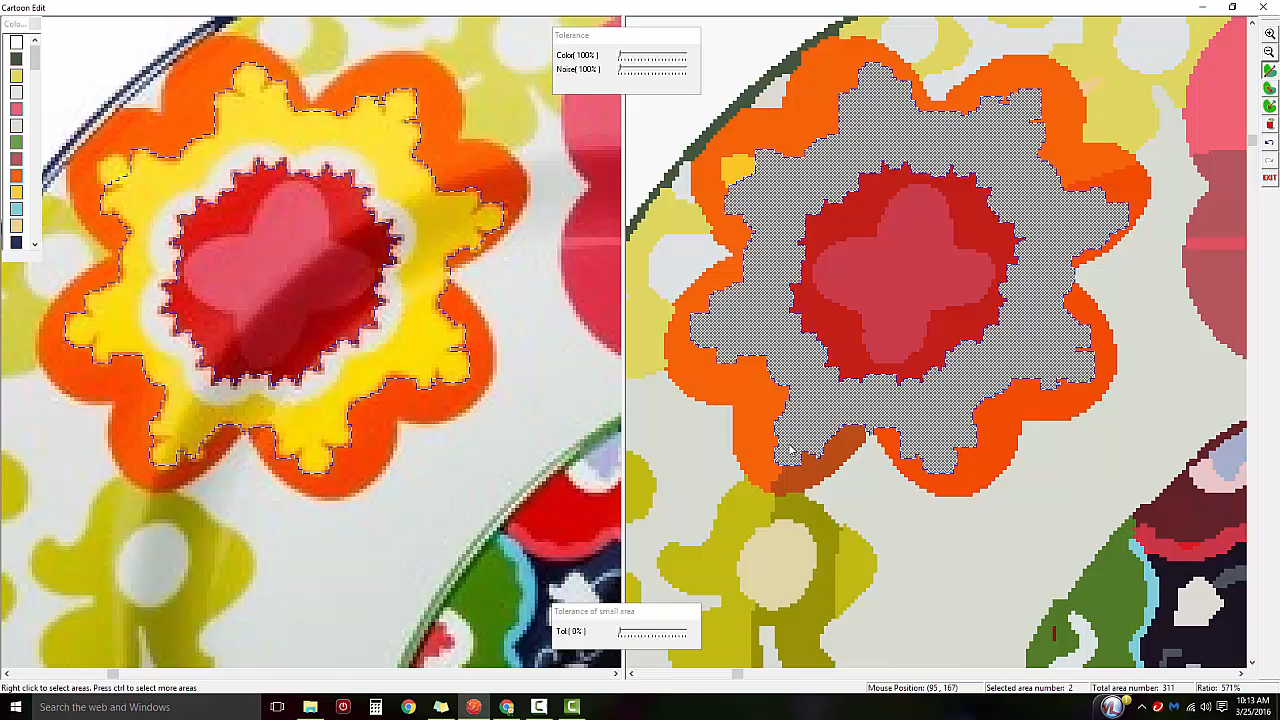 Cartoon Edit
Colo...
Tolerance
Color( 100% )
Noise( 100% )
EXIT
Tolerance of small area
Tol:( 0% )
Right click to select areas. Press ctrl to select more areas
Mouse Position: (95 , 167)
Selected area number: 2
Total area number: 311
Ratio: 571%
Search the web and Windows
10:13 AM
3/25/2016